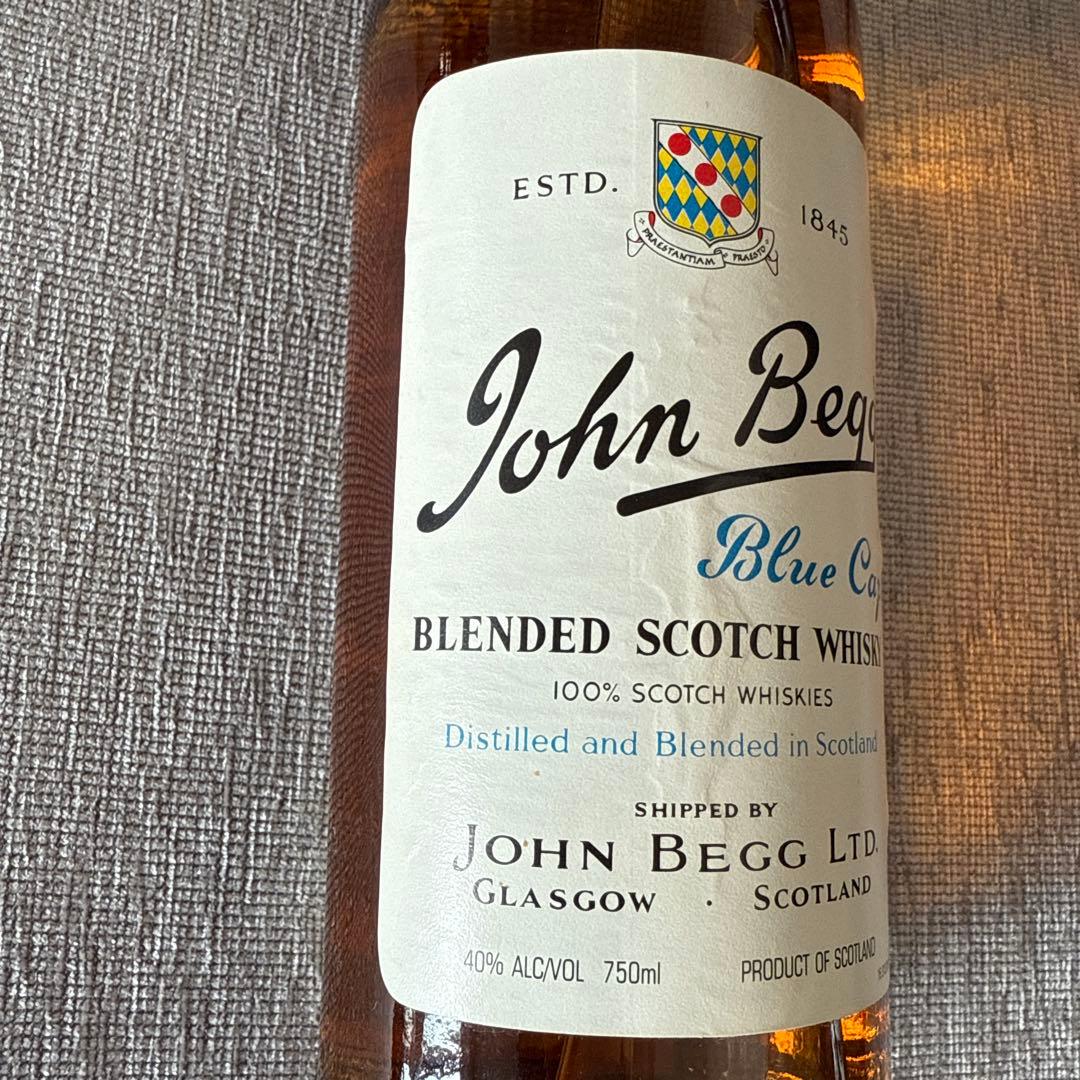 ESTD. 1845
PRAESTANTIAM PRAESTO
John Begg
Blue Cap
BLENDED SCOTCH WHISKY
100% SCOTCH WHISKIES
Distilled and Blended in Scotland
SHIPPED BY
JOHN BEGG LTD.
GLASGOW · SCOTLAND
40% ALC/VOL 750ml PRODUCT OF SCOTLAND